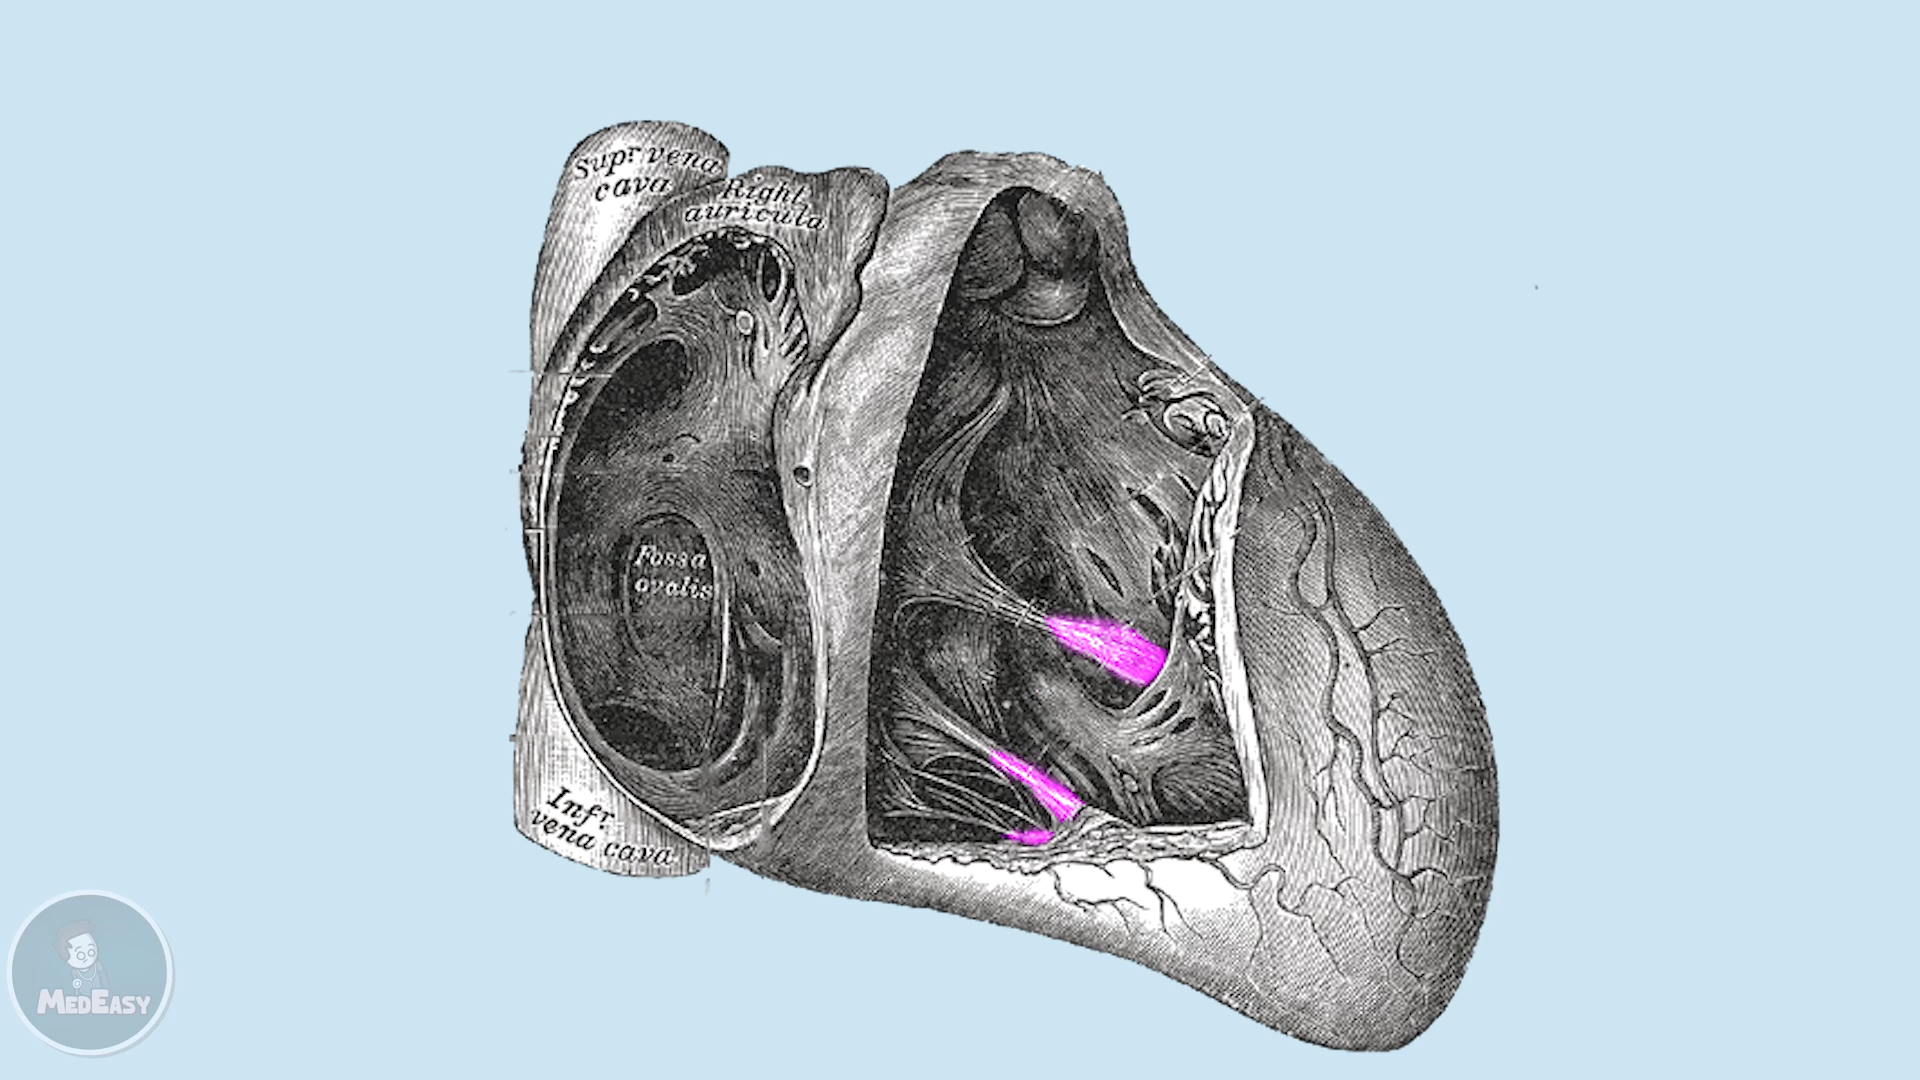 Supr vena
cava
Right
auricula
Fossa
ovalis
Infr.
vena cava
MEDEASY